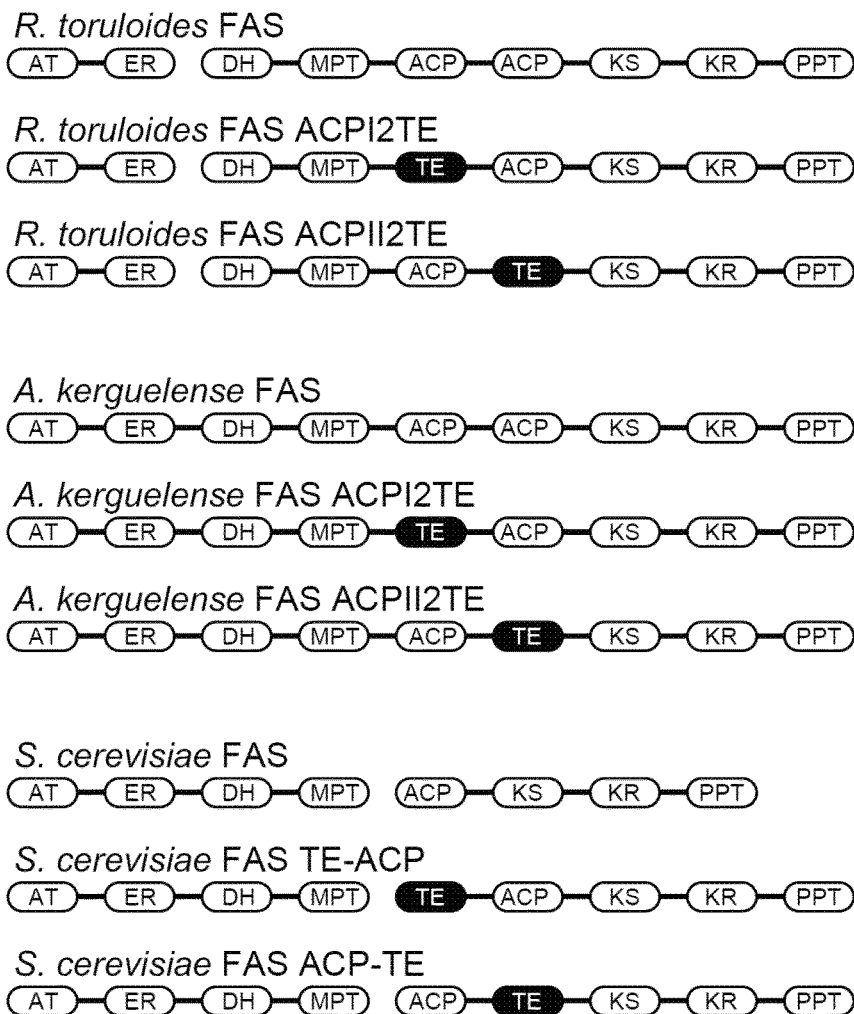 R. toruloides FAS
AT ER DH MPT ACP ACP KS KR PPT
R. toruloides FAS ACPI2TE
AT ER DH MPT TE ACP KS KR PPT
R. toruloides FAS ACPII2TE
AT ER DH MPT ACP TE KS KR PPT
A. kerguelense FAS
AT ER DH MPT ACP ACP KS KR PPT
A. kerguelense FAS ACPI2TE
AT ER DH MPT TE ACP KS KR PPT
A. kerguelense FAS ACPII2TE
AT ER DH MPT ACP TE KS KR PPT
S. cerevisiae FAS
AT ER DH MPT ACP KS KR PPT
S. cerevisiae FAS TE-ACP
AT ER DH MPT TE ACP KS KR PPT
S. cerevisiae FAS ACP-TE
AT ER DH MPT ACP TE KS KR PPT